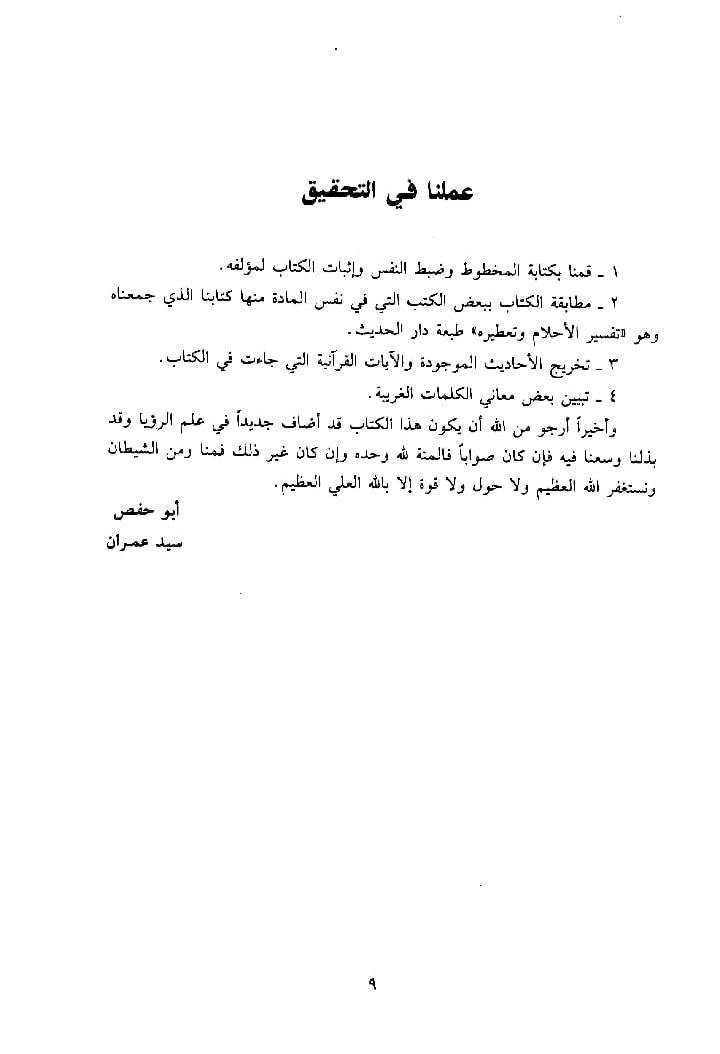 عملنا في التحقيق
١ ـ قمنا بكتابة المخطوط وضبط النفس وإثبات الكتاب لمؤلفه.
٢ ـ مطابقة الكتاب ببعض الكتب التي في نفس المادة منها كتابنا الذي جمعناه
وهو «تفسير الأحلام وتعطيره» طبعة دار الحديث.
٣ ـ تخريج الأحاديث الموجودة والآيات القرآنية التي جاءت في الكتاب.
٤ ـ تبيين بعض معاني الكلمات الغريبة.
وأخيراً أرجو من الله أن يكون هذا الكتاب قد أضاف جديداً في علم الرؤيا وقد
بذلنا وسعنا فيه فإن كان صواباً فالمنة لله وحده وإن كان غير ذلك فمنا ومن الشيطان
ونستغفر الله العظيم ولا حول ولا قوة إلا بالله العلي العظيم.
أبو حفص
سيد عمران
٩